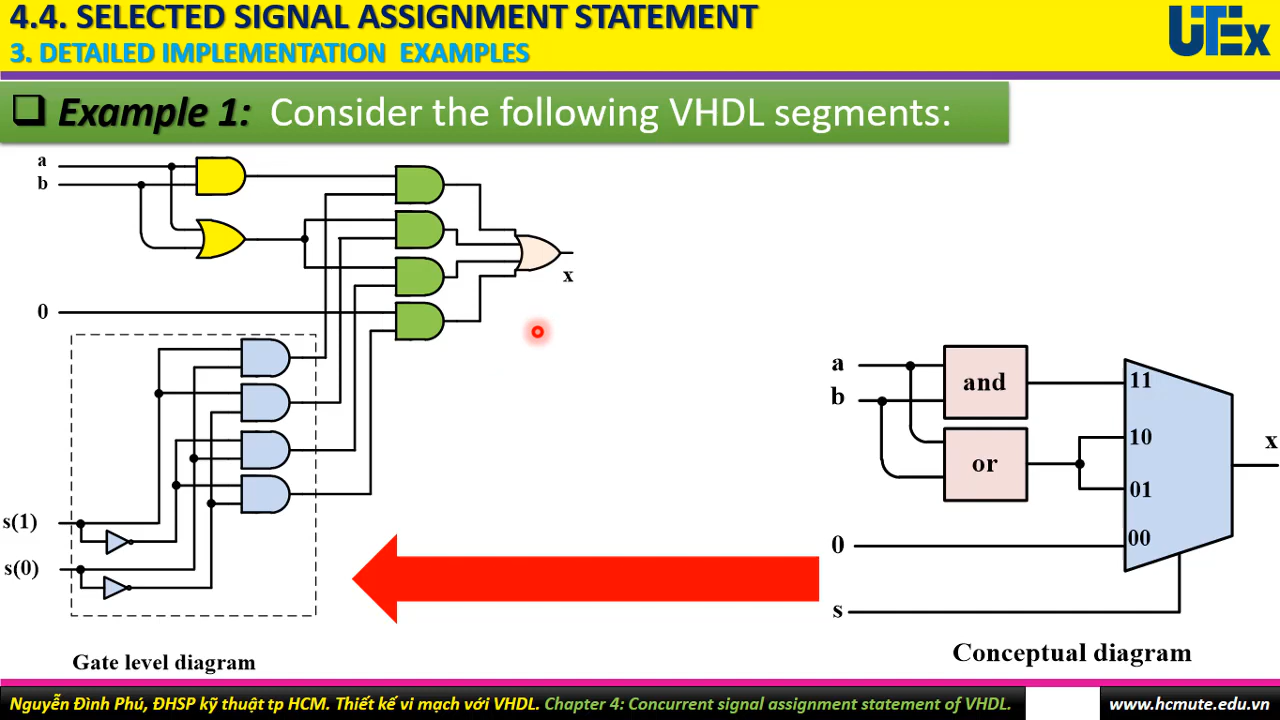 4.4. SELECTED SIGNAL ASSIGNMENT STATEMENT
3. DETAILED IMPLEMENTATION EXAMPLES
UTEx
Example 1: Consider the following VHDL segments:
a
b
x
0
s(1)
s(0)
Gate level diagram
a
b
and
or
11
10
01
00
x
0
s
Conceptual diagram
Nguyễn Đình Phú, ĐHSP kỹ thuật tp HCM. Thiết kế vi mạch với VHDL. Chapter 4: Concurrent signal assignment statement of VHDL.
www.hcmute.edu.vn